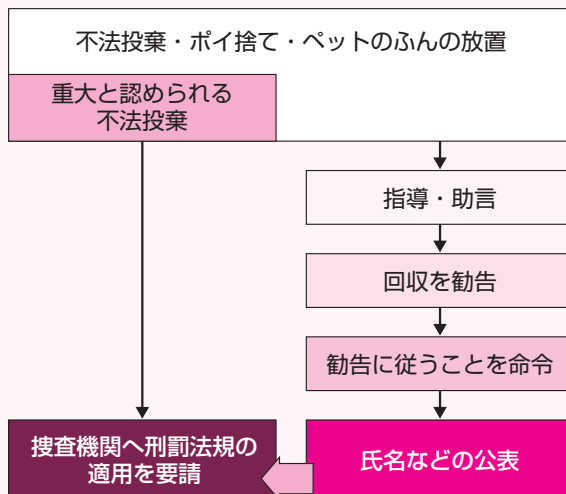 不法投棄・ポイ捨て・ペットのふんの放置
重大と認められる
不法投棄
指導・助言
回収を勧告
勧告に従うことを命令
捜査機関へ刑罰法規の
適用を要請
氏名などの公表